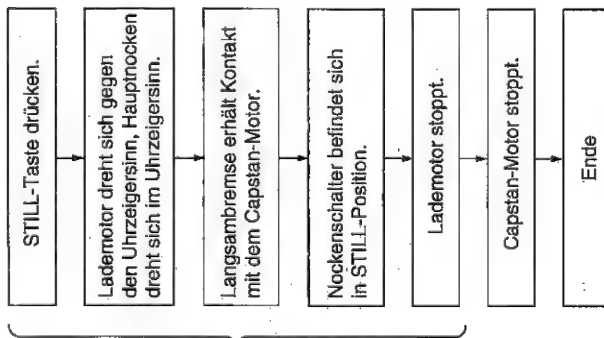 STILL-Taste drücken.
Lademotor dreht sich gegen
den Uhrzeigersinn, Hauptnocken
dreht sich im Uhrzeigersinn.
Langsambremse erhält Kontakt
mit dem Capstan-Motor.
Nockenschalter befindet sich
in STILL-Position.
Lademotor stoppt.
Capstan-Motor stoppt.
Ende